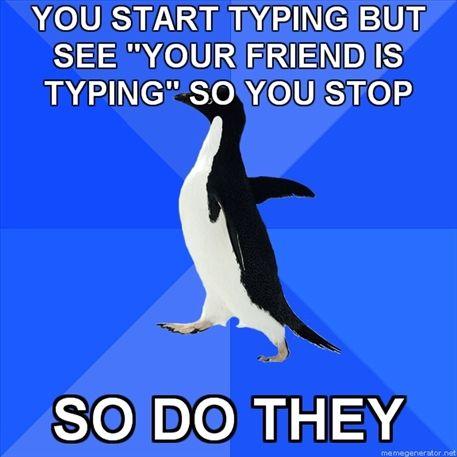 YOU START TYPING BUT
SEE "YOUR FRIEND IS
TYPING" SO YOU STOP
SO DO THEY
memegenerator.net